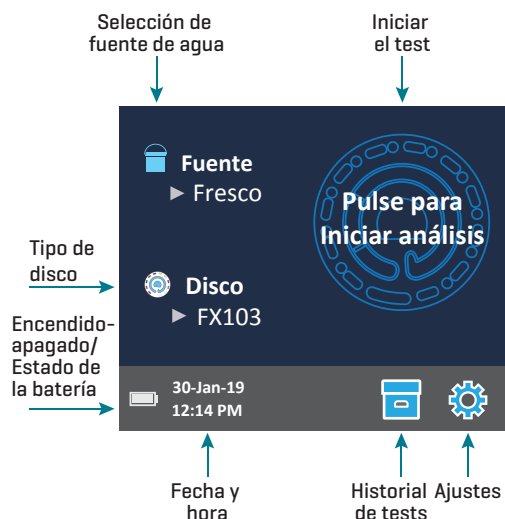 Selección de
fuente de agua
Iniciar
el test
Fuente
Fresco
Pulse para
Iniciar análisis
Tipo de
disco
Disco
FX103
Encendido-
apagado/
Estado de
la batería
30-Jan-19
12:14 PM
Fecha y
hora
Historial
de tests
Ajustes